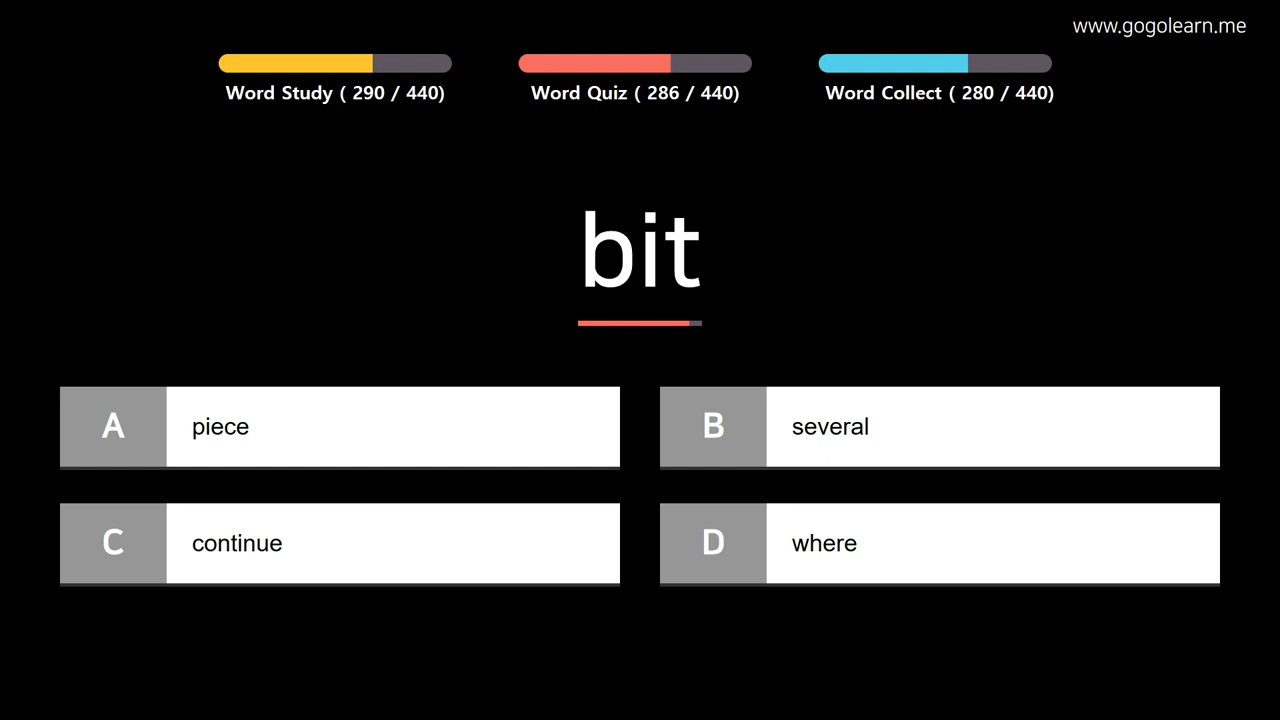 www.gogolearn.me
Word Study ( 290 / 440)
Word Quiz ( 286 / 440)
Word Collect ( 280 / 440)
bit
A piece
B several
C continue
D where